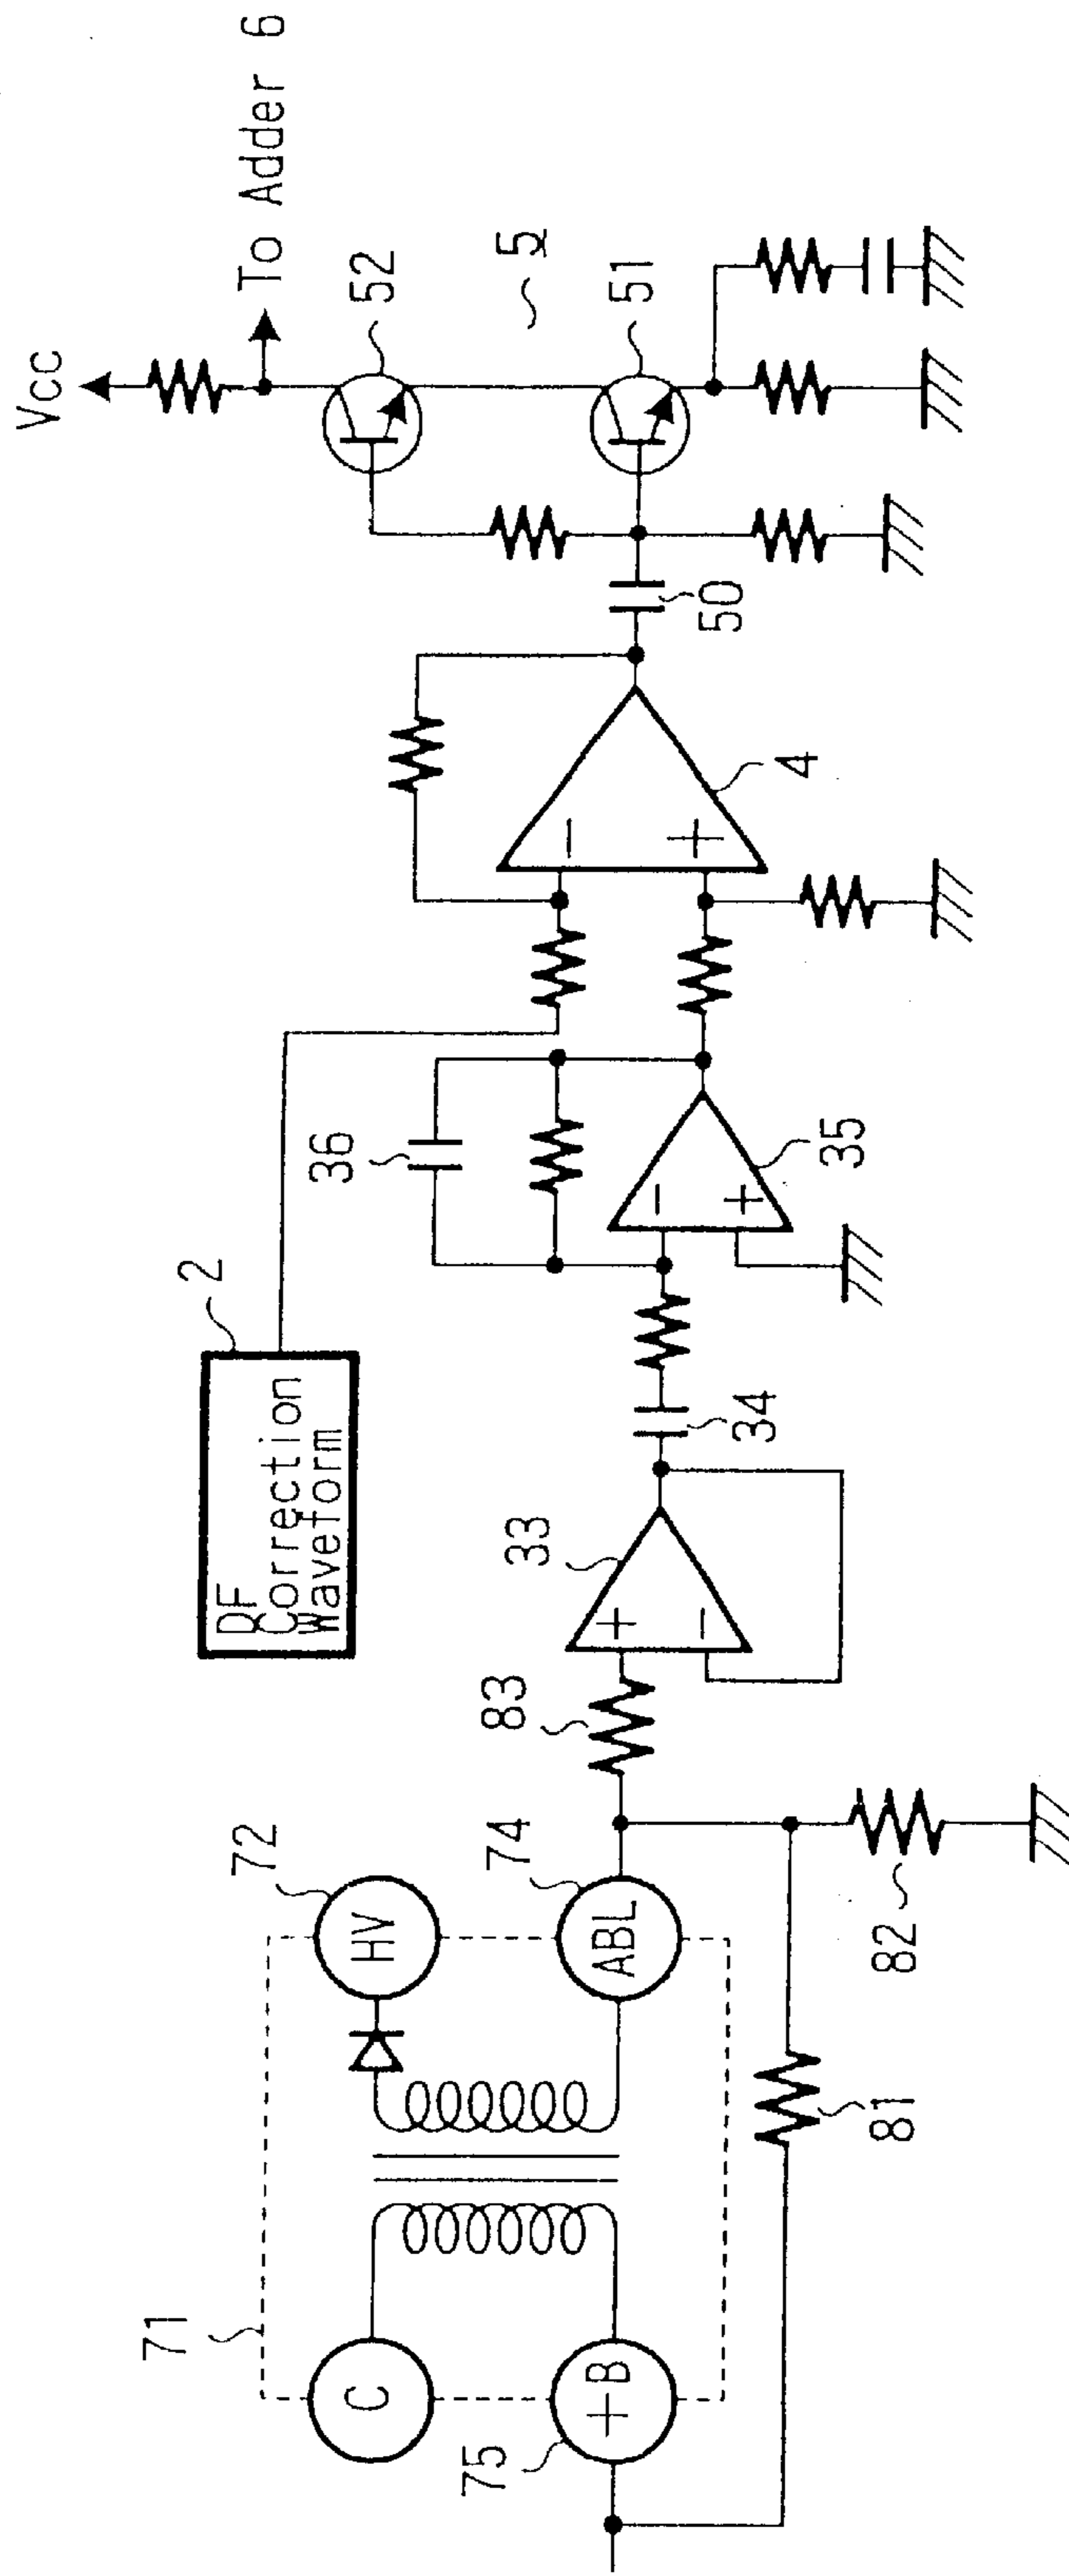 Vcc
To Adder 6
52
5
51
50
4
36
35
2
DF
Correction
Waveform
34
33
83
72
HV
74
ABL
82
81
71
C
+B
75
+
−
−
+
−
+